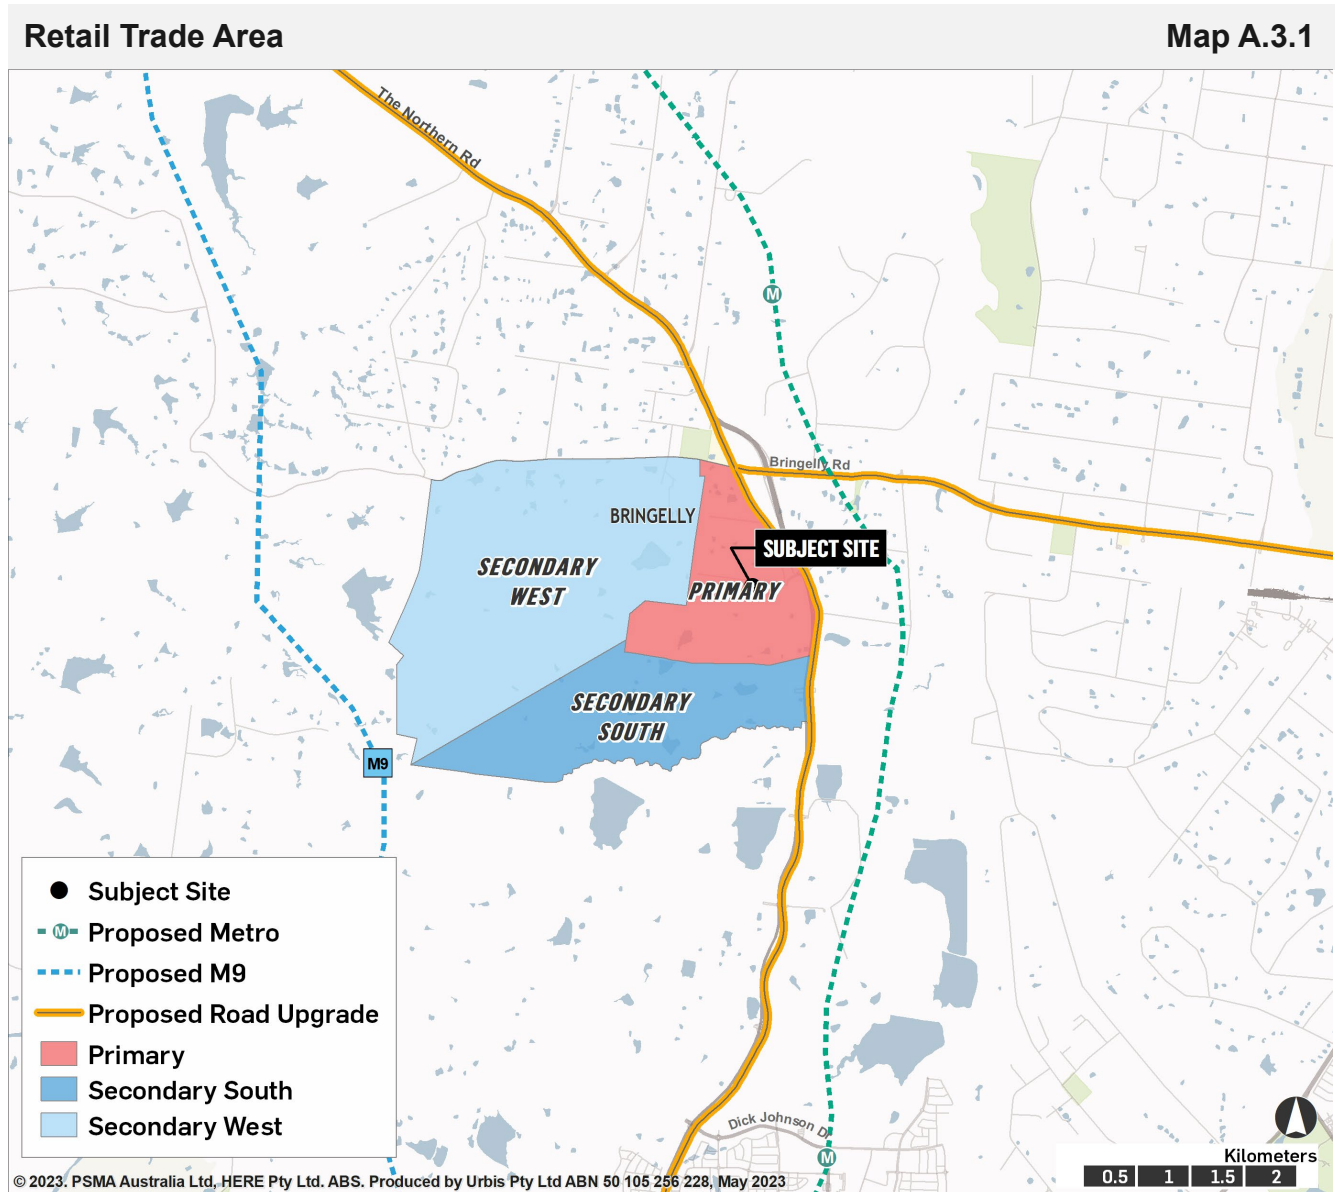 Retail Trade Area
Map A.3.1
The Northern Rd
M
Bringelly Rd
BRINGELLY
SUBJECT SITE
SECONDARY
WEST
PRIMARY
SECONDARY
SOUTH
M9
Subject Site
M Proposed Metro
Proposed M9
Proposed Road Upgrade
Primary
Secondary South
Secondary West
Dick Johnson Dr
M
Kilometers
0.5 1 1.5 2
© 2023. PSMA Australia Ltd, HERE Pty Ltd. ABS. Produced by Urbis Pty Ltd ABN 50 105 256 228, May 2023